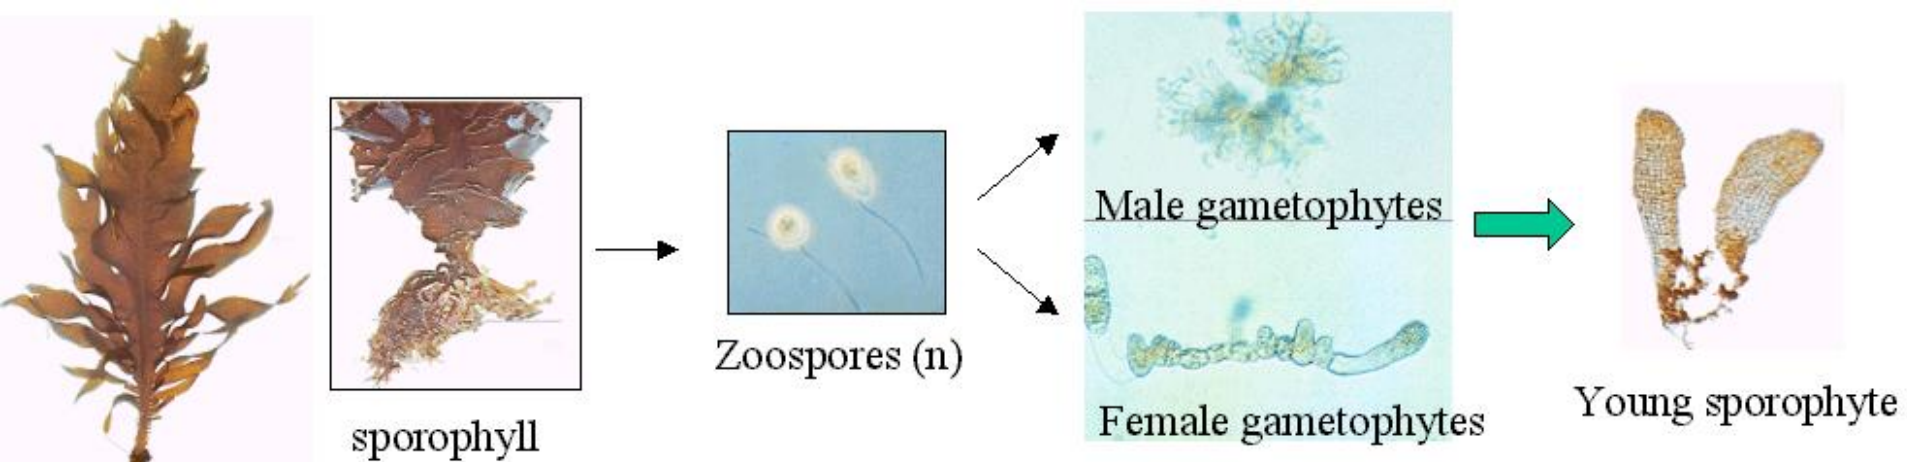 sporophyll
Zoospores (n)
Male gametophytes
Female gametophytes
Young sporophyte